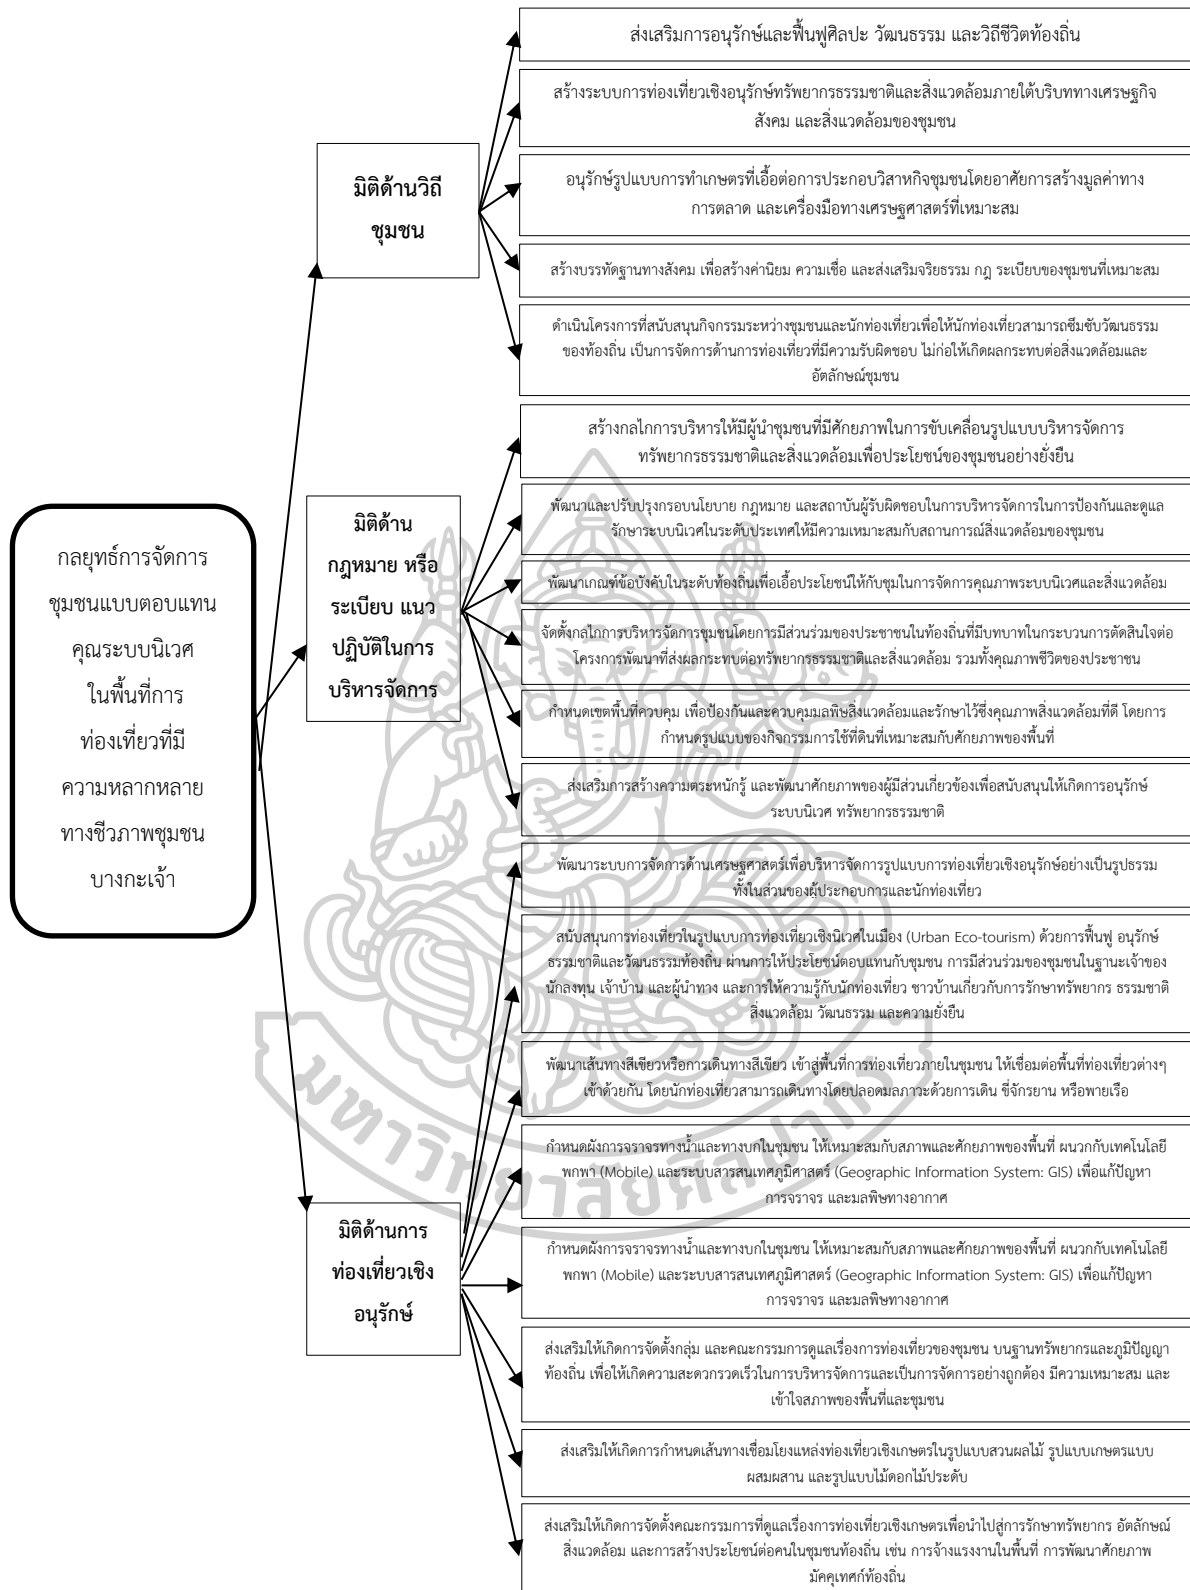 ส่งเสริมการอนุรักษ์และฟื้นฟูศิลปะ วัฒนธรรม และวิถีชีวิตท้องถิ่น
สร้างระบบการท่องเที่ยวเชิงอนุรักษ์ทรัพยากรธรรมชาติและสิ่งแวดล้อมภายใต้บริบททางเศรษฐกิจ
สังคม และสิ่งแวดล้อมของชุมชน
มิติด้านวิถี
ชุมชน
อนุรักษ์รูปแบบการทำเกษตรที่เอื้อต่อการประกอบวิสาหกิจชุมชนโดยอาศัยการสร้างมูลค่าทาง
การตลาด และเครื่องมือทางเศรษฐศาสตร์ที่เหมาะสม
สร้างบรรทัดฐานทางสังคม เพื่อสร้างค่านิยม ความเชื่อ และส่งเสริมจริยธรรม กฎ ระเบียบของชุมชนที่เหมาะสม
ดำเนินโครงการที่สนับสนุนกิจกรรมระหว่างชุมชนและนักท่องเที่ยวเพื่อให้นักท่องเที่ยวสามารถซึมซับวัฒนธรรม
ของท้องถิ่น เป็นการจัดการด้านการท่องเที่ยวที่มีความรับผิดชอบ ไม่ก่อให้เกิดผลกระทบต่อสิ่งแวดล้อมและ
อัตลักษณ์ชุมชน
กลยุทธ์การจัดการ
ชุมชนแบบตอบแทน
คุณระบบนิเวศ
ในพื้นที่การ
ท่องเที่ยวที่มี
ความหลากหลาย
ทางชีวภาพชุมชน
บางกะเจ้า
มิติด้าน
กฎหมาย หรือ
ระเบียบ แนว
ปฏิบัติในการ
บริหารจัดการ
สร้างกลไกการบริหารให้มีผู้นำชุมชนที่มีศักยภาพในการขับเคลื่อนรูปแบบบริหารจัดการ
ทรัพยากรธรรมชาติและสิ่งแวดล้อมเพื่อประโยชน์ของชุมชนอย่างยั่งยืน
พัฒนาและปรับปรุงกรอบนโยบาย กฎหมาย และสถาบันผู้รับผิดชอบในการบริหารจัดการในการป้องกันและดูแล
รักษาระบบนิเวศในระดับประเทศให้มีความเหมาะสมกับสถานการณ์สิ่งแวดล้อมของชุมชน
พัฒนาเกณฑ์ข้อบังคับในระดับท้องถิ่นเพื่อเอื้อประโยชน์ให้กับชุมในการจัดการคุณภาพระบบนิเวศและสิ่งแวดล้อม
จัดตั้งกลไกการบริหารจัดการชุมชนโดยการมีส่วนร่วมของประชาชนในท้องถิ่นที่มีบทบาทในกระบวนการตัดสินใจต่อ
โครงการพัฒนาที่ส่งผลกระทบต่อทรัพยากรธรรมชาติและสิ่งแวดล้อม รวมทั้งคุณภาพชีวิตของประชาชน
กำหนดเขตพื้นที่ควบคุม เพื่อป้องกันและควบคุมมลพิษสิ่งแวดล้อมและรักษาไว้ซึ่งคุณภาพสิ่งแวดล้อมที่ดี โดยการ
กำหนดรูปแบบของกิจกรรมการใช้ที่ดินที่เหมาะสมกับศักยภาพของพื้นที่
ส่งเสริมการสร้างความตระหนักรู้ และพัฒนาศักยภาพของผู้มีส่วนเกี่ยวข้องเพื่อสนับสนุนให้เกิดการอนุรักษ์
ระบบนิเวศ ทรัพยากรธรรมชาติ
มิติด้านการ
ท่องเที่ยวเชิง
อนุรักษ์
พัฒนาระบบการจัดการด้านเศรษฐศาสตร์เพื่อบริหารจัดการรูปแบบการท่องเที่ยวเชิงอนุรักษ์อย่างเป็นรูปธรรม
ทั้งในส่วนของผู้ประกอบการและนักท่องเที่ยว
สนับสนุนการท่องเที่ยวในรูปแบบการท่องเที่ยวเชิงนิเวศในเมือง (Urban Eco-tourism) ด้วยการฟื้นฟู อนุรักษ์
ธรรมชาติและวัฒนธรรมท้องถิ่น ผ่านการให้ประโยชน์ตอบแทนกับชุมชน การมีส่วนร่วมของชุมชนในฐานะเจ้าของ
นักลงทุน เจ้าบ้าน และผู้นำทาง และการให้ความรู้กับนักท่องเที่ยว ชาวบ้านเกี่ยวกับการรักษาทรัพยากร ธรรมชาติ
สิ่งแวดล้อม วัฒนธรรม และความยั่งยืน
พัฒนาเส้นทางสีเขียวหรือการเดินทางสีเขียว เข้าสู่พื้นที่การท่องเที่ยวภายในชุมชน ให้เชื่อมต่อพื้นที่ท่องเที่ยวต่างๆ
เข้าด้วยกัน โดยนักท่องเที่ยวสามารถเดินทางโดยปลอดมลภาวะด้วยการเดิน ขี่จักรยาน หรือพายเรือ
กำหนดผังการจราจรทางน้ำและทางบกในชุมชน ให้เหมาะสมกับสภาพและศักยภาพของพื้นที่ ผนวกกับเทคโนโลยี
พกพา (Mobile) และระบบสารสนเทศภูมิศาสตร์ (Geographic Information System: GIS) เพื่อแก้ปัญหา
การจราจร และมลพิษทางอากาศ
กำหนดผังการจราจรทางน้ำและทางบกในชุมชน ให้เหมาะสมกับสภาพและศักยภาพของพื้นที่ ผนวกกับเทคโนโลยี
พกพา (Mobile) และระบบสารสนเทศภูมิศาสตร์ (Geographic Information System: GIS) เพื่อแก้ปัญหา
การจราจร และมลพิษทางอากาศ
ส่งเสริมให้เกิดการจัดตั้งกลุ่ม และคณะกรรมการดูแลเรื่องการท่องเที่ยวของชุมชน บนฐานทรัพยากรและภูมิปัญญา
ท้องถิ่น เพื่อให้เกิดความสะดวกรวดเร็วในการบริหารจัดการและเป็นการจัดการอย่างถูกต้อง มีความเหมาะสม และ
เข้าใจสภาพของพื้นที่และชุมชน
ส่งเสริมให้เกิดการกำหนดเส้นทางเชื่อมโยงแหล่งท่องเที่ยวเชิงเกษตรในรูปแบบสวนผลไม้ รูปแบบเกษตรแบบ
ผสมผสาน และรูปแบบไม้ดอกไม้ประดับ
ส่งเสริมให้เกิดการจัดตั้งคณะกรรมการที่ดูแลเรื่องการท่องเที่ยวเชิงเกษตรเพื่อนำไปสู่การรักษาทรัพยากร อัตลักษณ์
สิ่งแวดล้อม และการสร้างประโยชน์ต่อคนในชุมชนท้องถิ่น เช่น การจ้างแรงงานในพื้นที่ การพัฒนาศักยภาพ
มัคคุเทศก์ท้องถิ่น
มหาวิทยาลัยศิลปากร